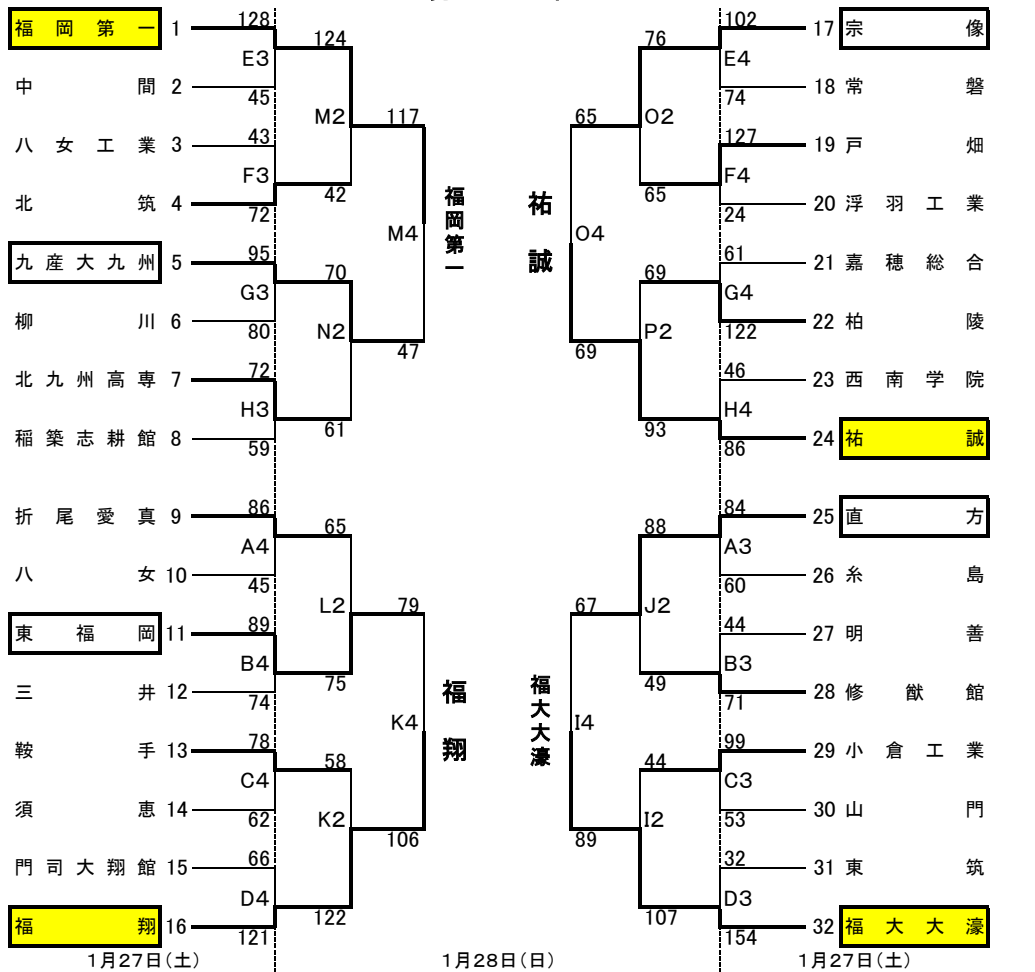 福岡第一 1 128
E3
中間 2 45
八女工業 3 43
F3
北筑 4 72
九産大九州 5 95
G3
柳川 6 80
北九州高専 7 72
H3
稲築志耕館 8 59
折尾愛真 9 86
A4
八女 10 45
東福岡 11 89
B4
三井 12 74
鞍手 13 78
C4
須恵 14 62
門司大翔館 15 66
D4
福翔 16 121
124
M2
42
70
N2
61
65
L2
75
58
K2
122
117
M4
47
79
K4
106
福岡第一
福翔
祐誠
福大大濠
65
O4
69
67
I4
89
76
O2
65
69
P2
93
88
J2
49
44
I2
107
102 17 宗像
E4
74 18 常磐
127 19 戸畑
F4
24 20 浮羽工業
61 21 嘉穂総合
G4
122 22 柏陵
46 23 西南学院
H4
86 24 祐誠
84 25 直方
A3
60 26 糸島
44 27 明善
B3
71 28 修猷館
99 29 小倉工業
C3
53 30 山門
32 31 東筑
D3
154 32 福大大濠
1月27日(土) 1月28日(日) 1月27日(土)